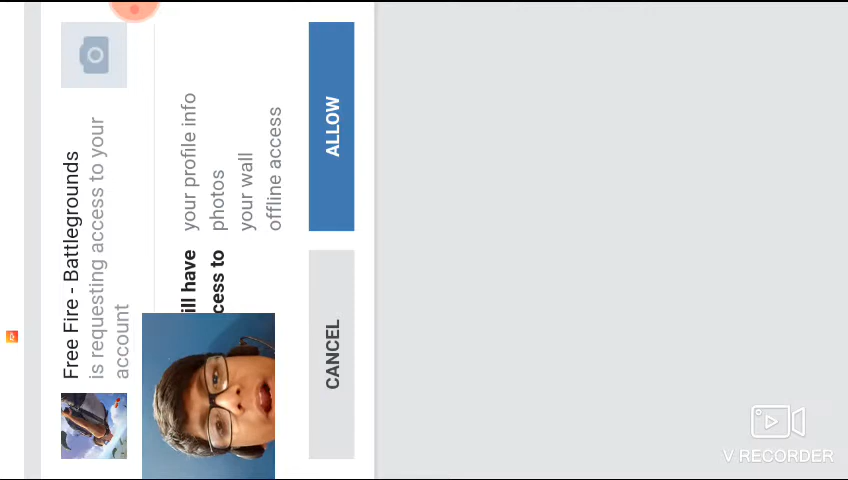 Free Fire - Battlegrounds
is requesting access to your
account
ill have
cess to
your profile info
photos
your wall
offline access
CANCEL
ALLOW
V RECORDER